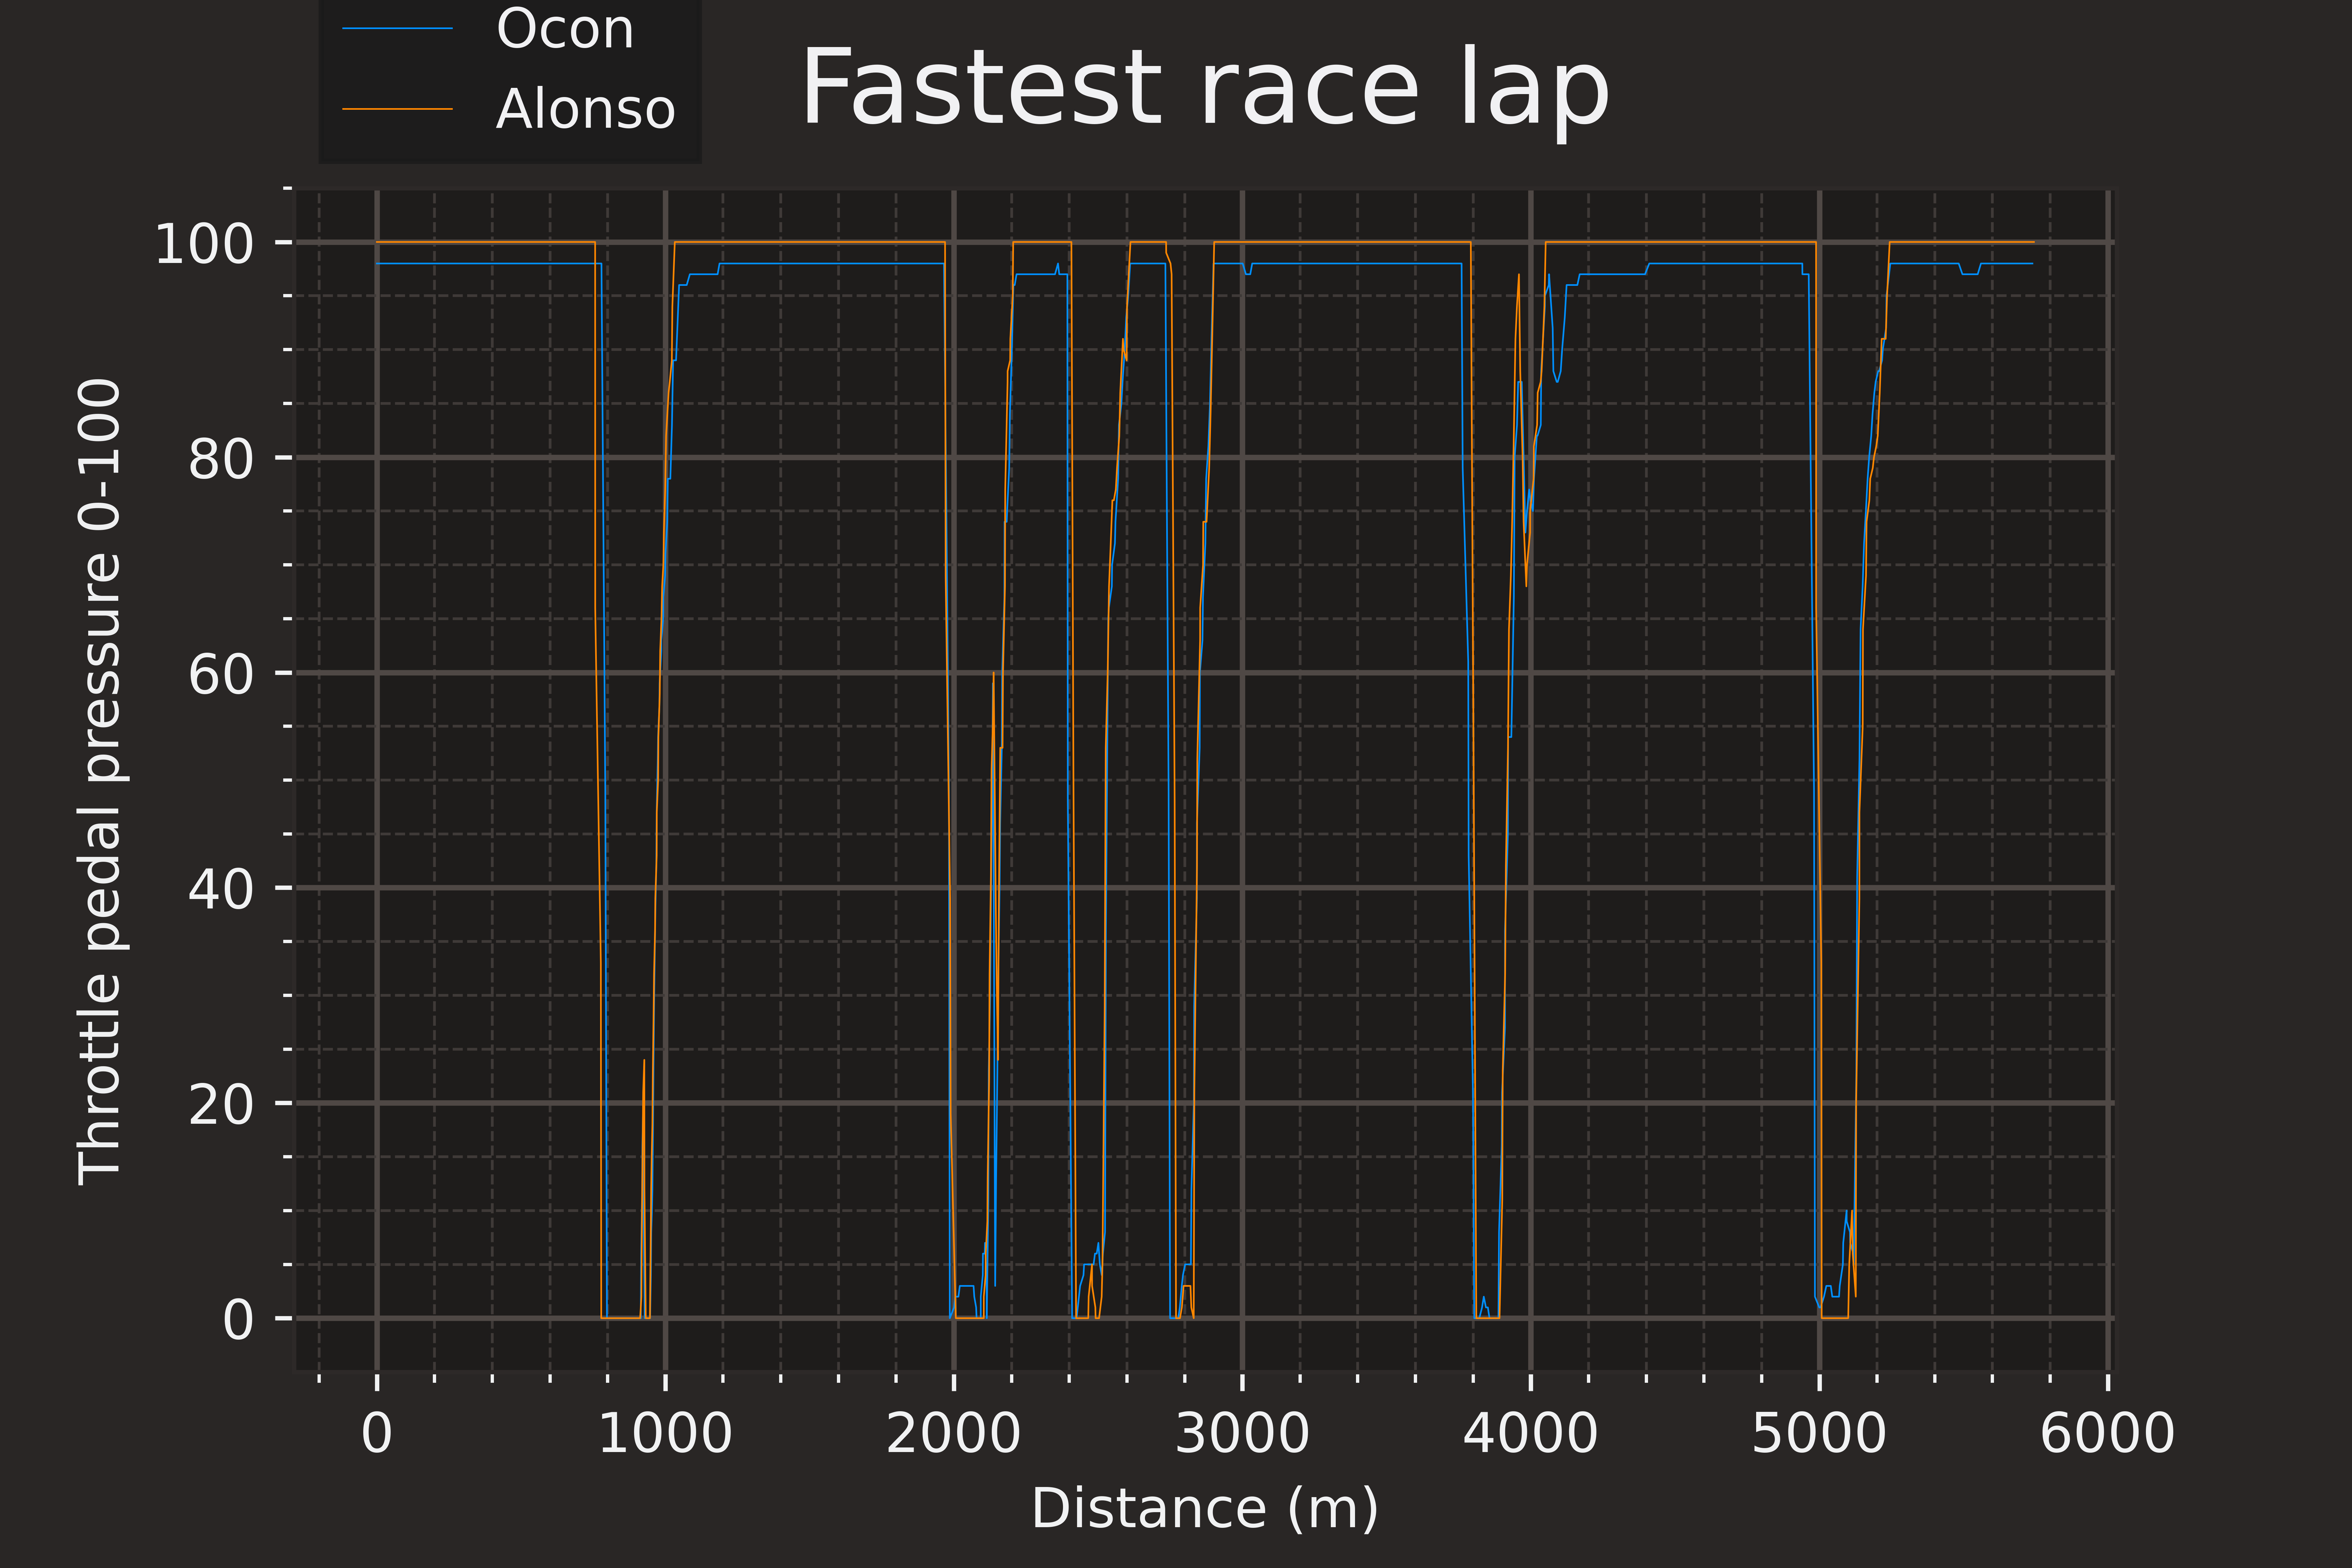 Ocon
Alonso
Fastest race lap
Throttle pedal pressure 0-100
100
80
60
40
20
0
0 1000 2000 3000 4000 5000 6000
Distance (m)